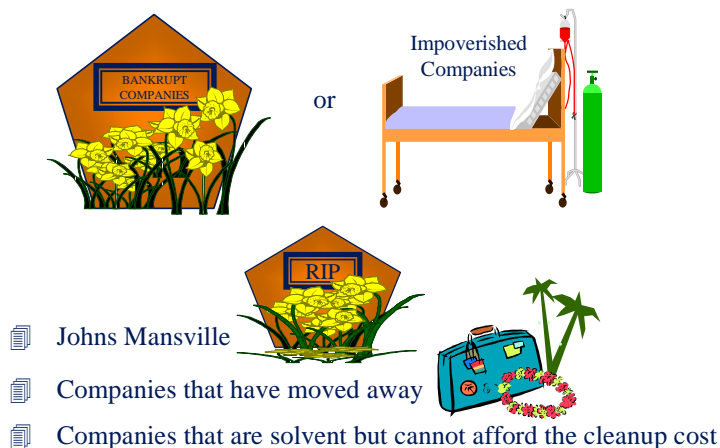 BANKRUPT
COMPANIES
or
Impoverished
Companies
RIP
Johns Mansville
Companies that have moved away
Companies that are solvent but cannot afford the cleanup cost